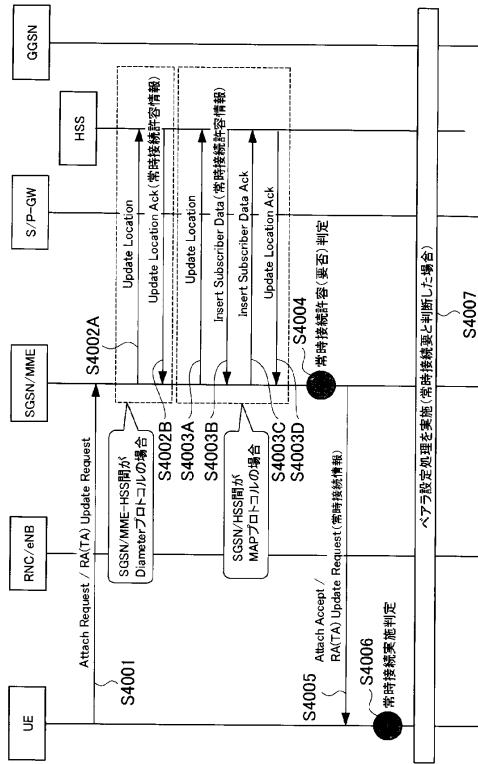 UE
RNC/eNB
SGSN/MME
S/P-GW
HSS
GGSN
Attach Request / RA(TA) Update Request
S4001
SGSN/MME-HSS間が
Diameterプロトコルの場合
S4002A
Update Location
Update Location Ack(常時接続許容情報)
S4002B
SGSN/HSS間が
MAPプロトコルの場合
S4003A
Update Location
S4003B
Insert Subscriber Data(常時接続許容情報)
S4003C
Insert Subscriber Data Ack
S4003D
Update Location Ack
S4004
常時接続許容(要否)判定
S4005
Attach Accept /
RA(TA) Update Request(常時接続情報)
S4006
常時接続実施判定
ベアラ設定処理を実施(常時接続要と判断した場合)
S4007